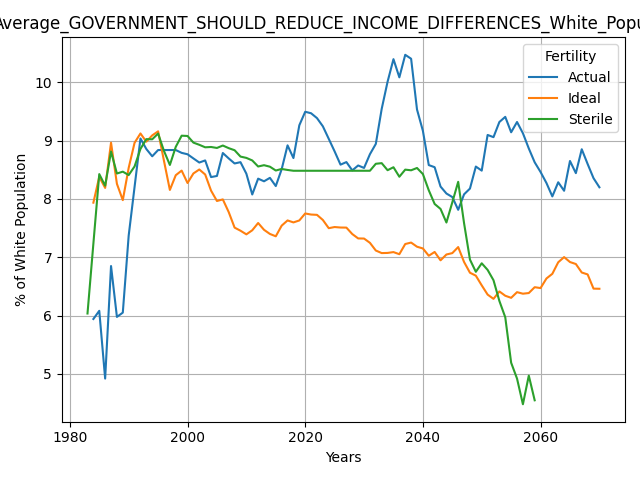 Average_GOVERNMENT_SHOULD_REDUCE_INCOME_DIFFERENCES_White_Popu
Fertility
Actual
Ideal
Sterile
% of White Population
10
9
8
7
6
5
1980 2000 2020 2040 2060
Years